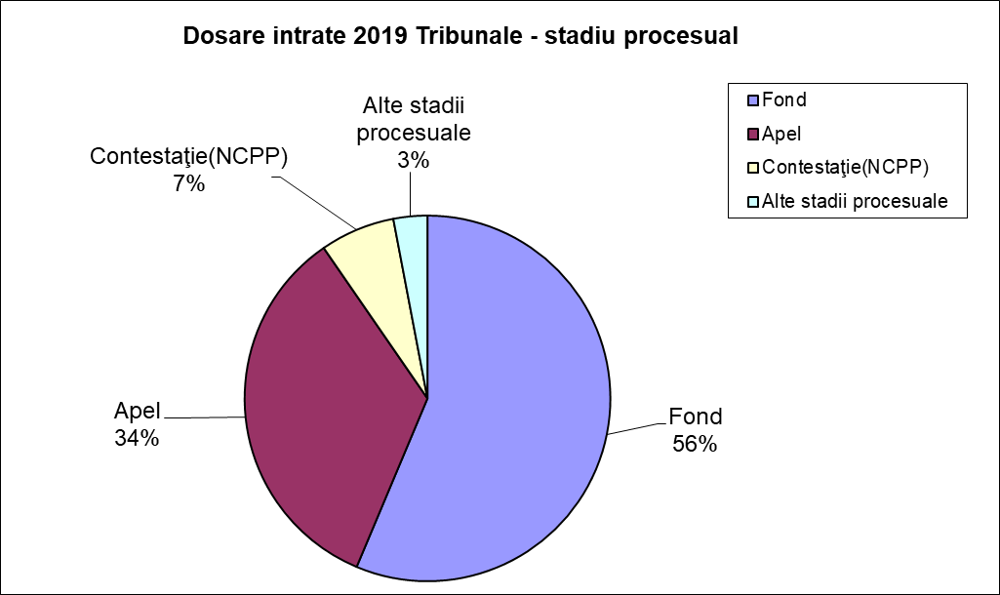 Dosare intrate 2019 Tribunale - stadiu procesual
Fond
Apel
Contestaţie(NCPP)
Alte stadii procesuale
Alte stadii
procesuale
3%
Contestaţie(NCPP)
7%
Apel
34%
Fond
56%